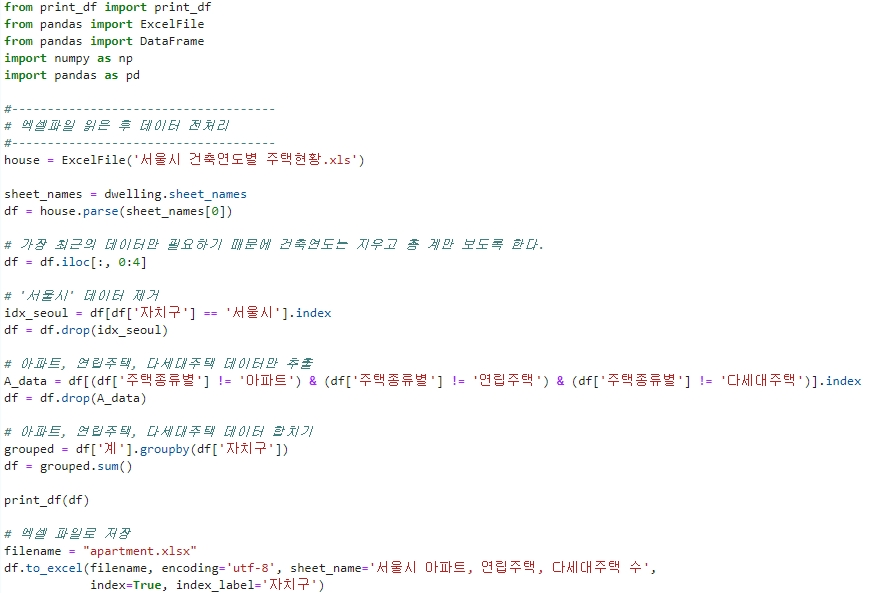 from print_df import print_df
from pandas import ExcelFile
from pandas import DataFrame
import numpy as np
import pandas as pd
#-------------------------------------
# 엑셀파일 읽은 후 데이터 전처리
#-------------------------------------
house = ExcelFile('서울시 건축연도별 주택현황.xls')
sheet_names = dwelling.sheet_names
df = house.parse(sheet_names[0])
# 가장 최근의 데이터만 필요하기 때문에 건축연도는 지우고 총 계만 보도록 한다.
df = df.iloc[:, 0:4]
# '서울시' 데이터 제거
idx_seoul = df[df['자치구'] == '서울시'].index
df = df.drop(idx_seoul)
# 아파트, 연립주택, 다세대주택 데이터만 추출
A_data = df[(df['주택종류별'] != '아파트') & (df['주택종류별'] != '연립주택') & (df['주택종류별'] != '다세대주택')].index
df = df.drop(A_data)
# 아파트, 연립주택, 다세대주택 데이터 합치기
grouped = df['계'].groupby(df['자치구'])
df = grouped.sum()
print_df(df)
# 엑셀 파일로 저장
filename = "apartment.xlsx"
df.to_excel(filename, encoding='utf-8', sheet_name='서울시 아파트, 연립주택, 다세대주택 수',
index=True, index_label='자치구')